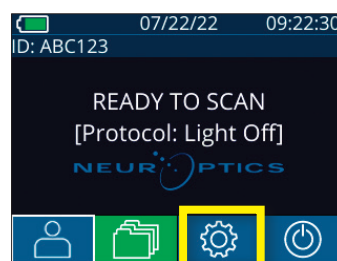 07/22/22 09:22:30
ID: ABC123
READY TO SCAN
[Protocol: Light Off]
NEUROPTICS